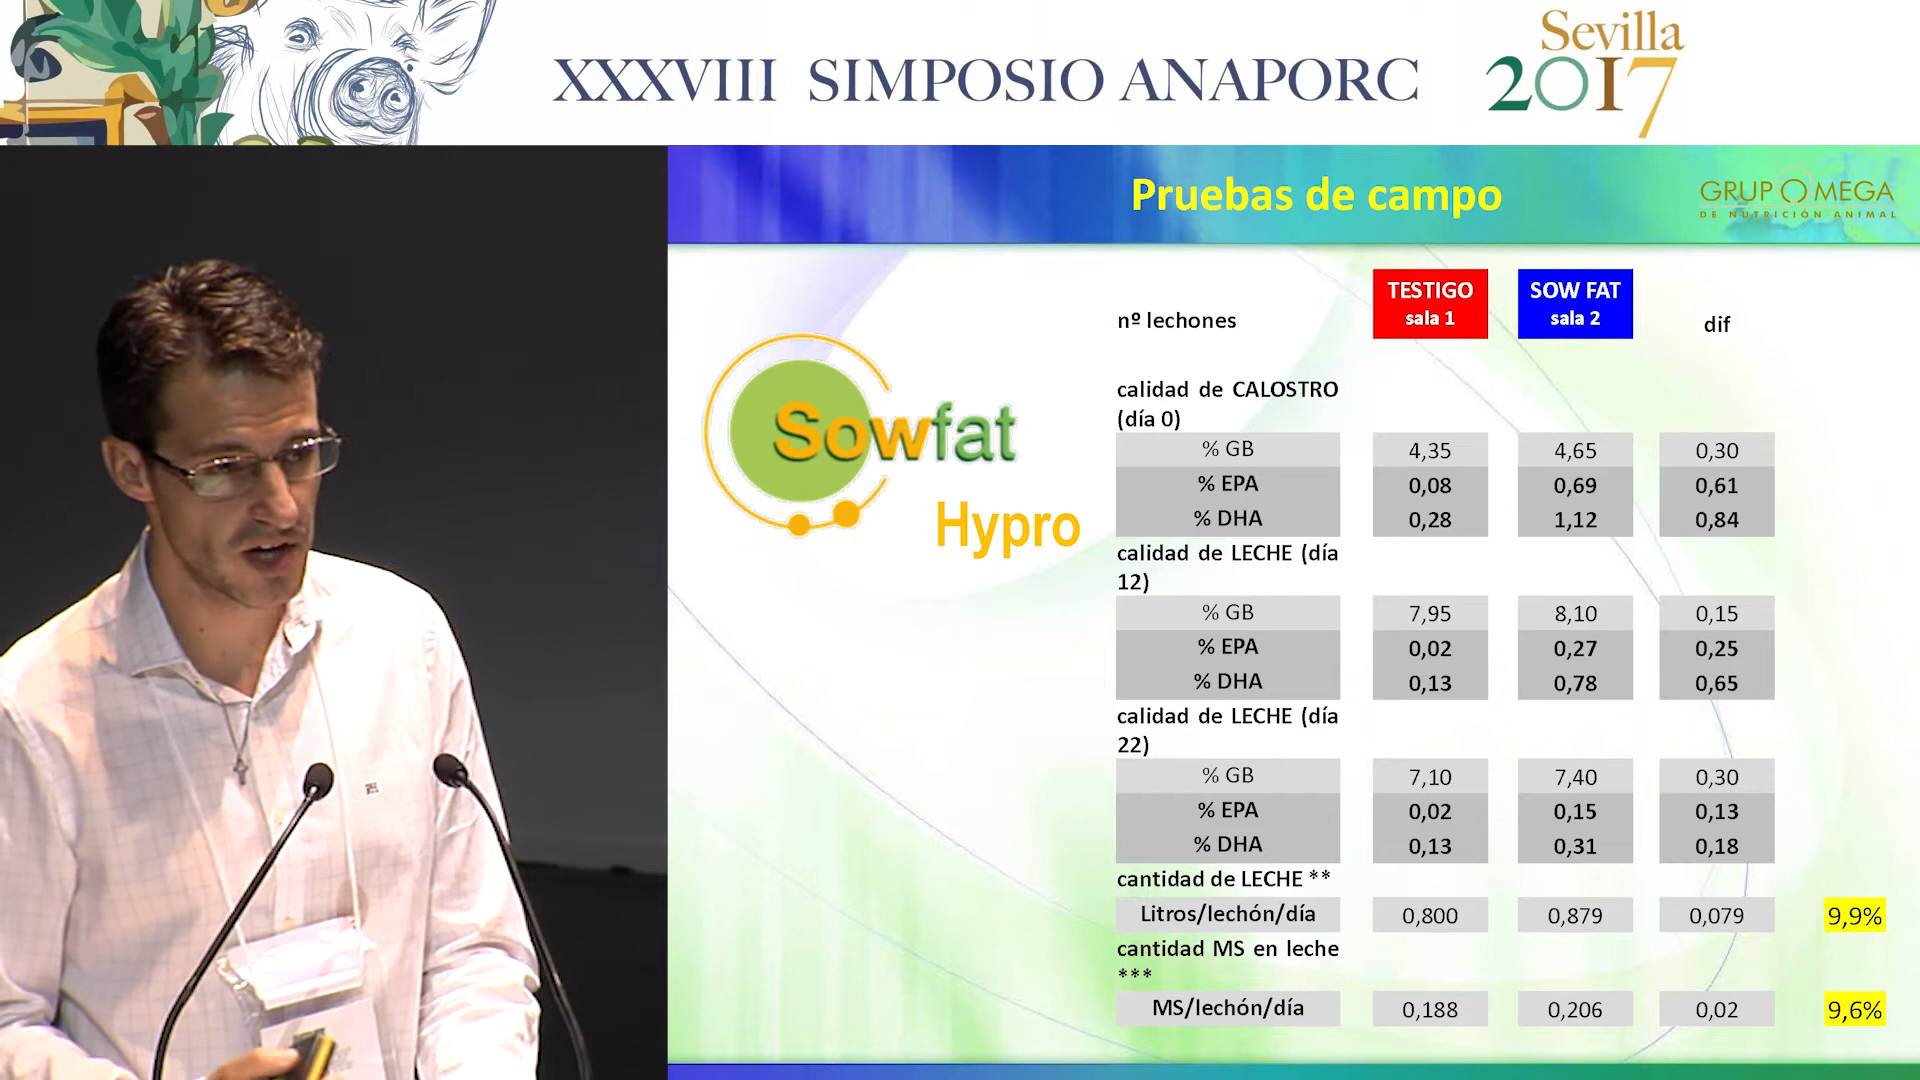 XXXVIII SIMPOSIO ANAPORC
Sevilla
2017
Pruebas de campo
GRUPOMEGA
DE NUTRICIÓN ANIMAL
Sowfat
Hypro
nº lechones
TESTIGO
sala 1
SOW FAT
sala 2
dif
calidad de CALOSTRO
(día 0)
% GB 4,35 4,65 0,30
% EPA 0,08 0,69 0,61
% DHA 0,28 1,12 0,84
calidad de LECHE (día
12)
% GB 7,95 8,10 0,15
% EPA 0,02 0,27 0,25
% DHA 0,13 0,78 0,65
calidad de LECHE (día
22)
% GB 7,10 7,40 0,30
% EPA 0,02 0,15 0,13
% DHA 0,13 0,31 0,18
cantidad de LECHE **
Litros/lechón/día 0,800 0,879 0,079 9,9%
cantidad MS en leche
***
MS/lechón/día 0,188 0,206 0,02 9,6%